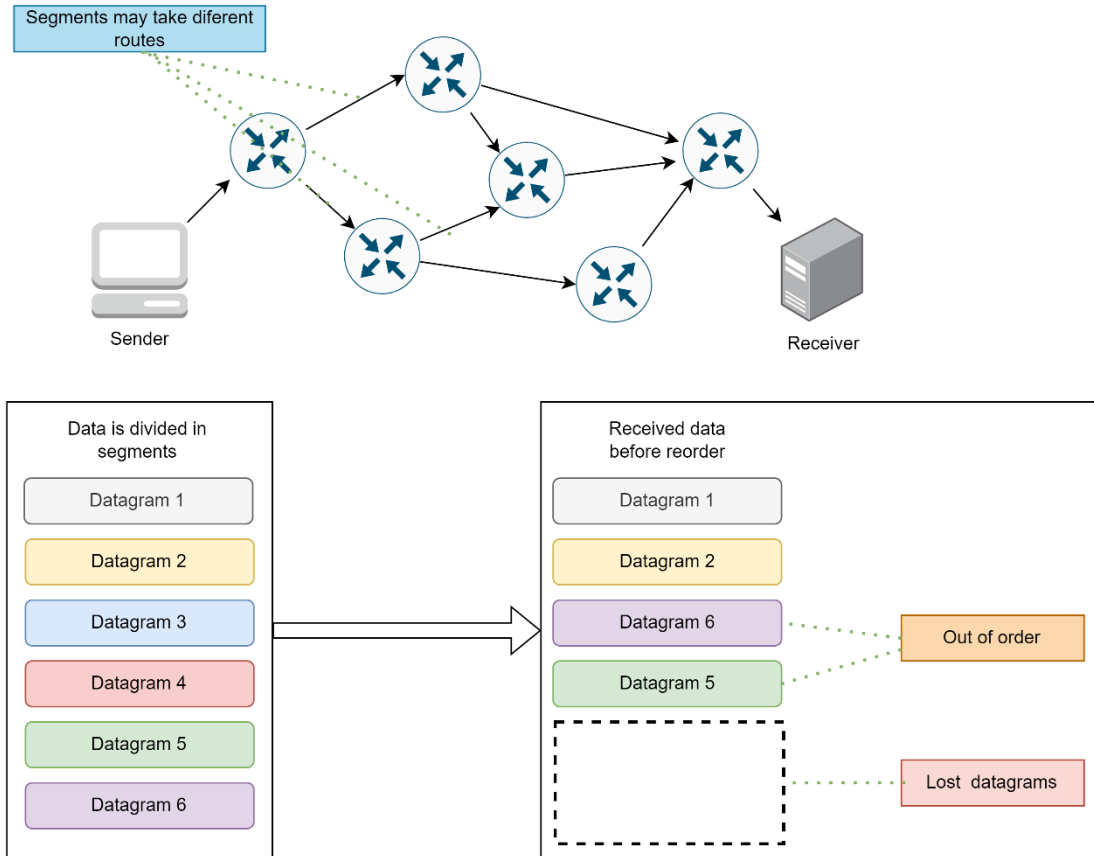 Segments may take diferent
routes
Sender
Receiver
Data is divided in
segments
Datagram 1
Datagram 2
Datagram 3
Datagram 4
Datagram 5
Datagram 6
Received data
before reorder
Datagram 1
Datagram 2
Datagram 6
Datagram 5
Out of order
Lost datagrams